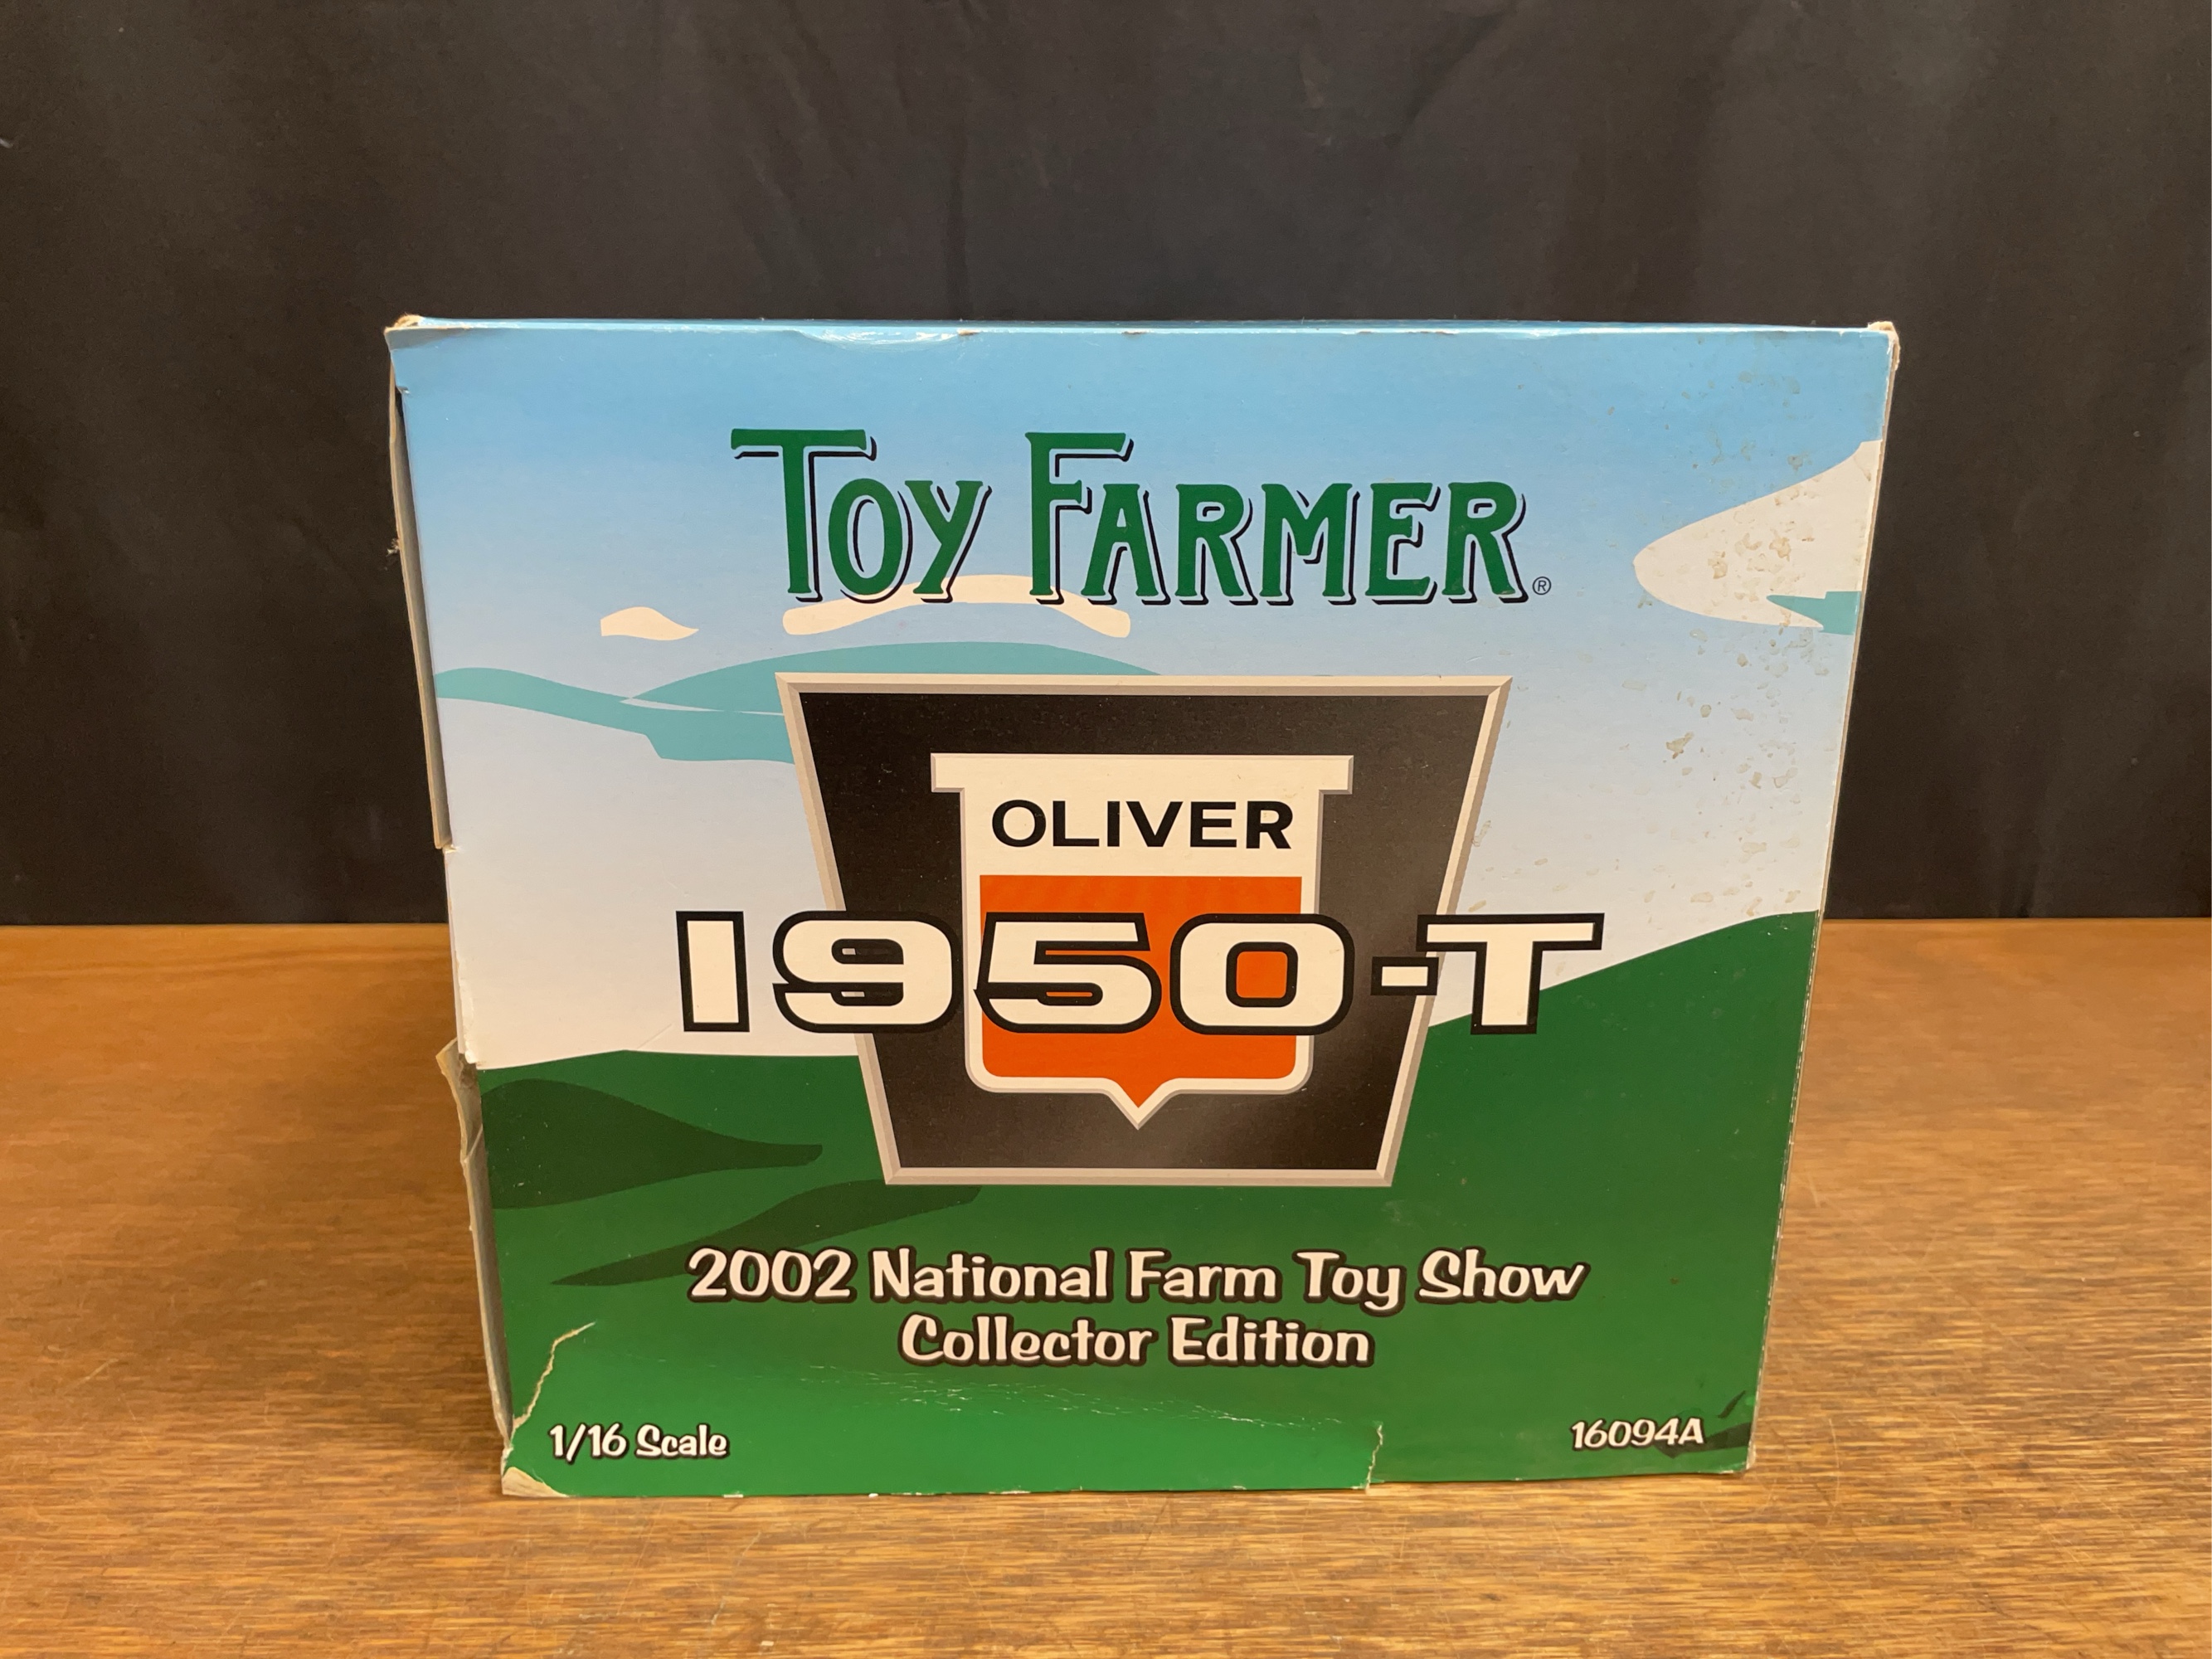 TOY FARMER®
OLIVER
1950-T
2002 National Farm Toy Show
Collector Edition
1/16 Scale
16094A